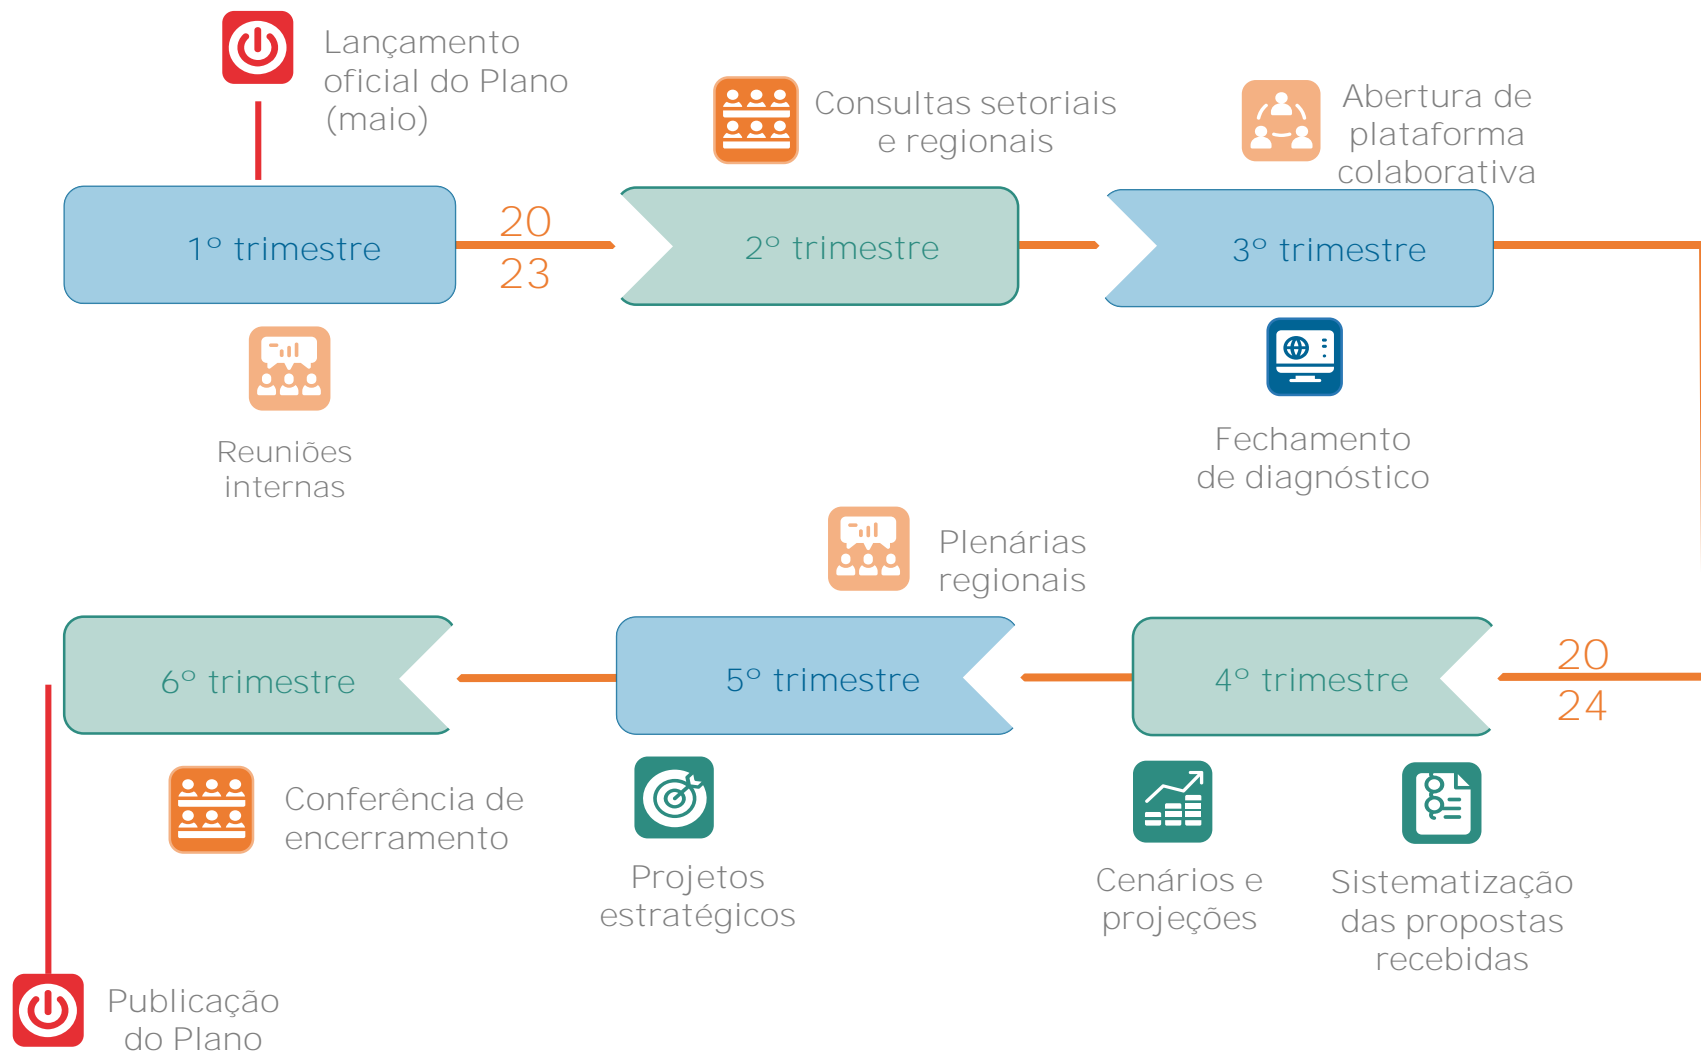 Lançamento
oficial do Plano
(maio)
Consultas setoriais
e regionais
Abertura de
plataforma
colaborativa
1º trimestre
20
23
2º trimestre
3º trimestre
Reuniões
internas
Fechamento
de diagnóstico
Plenárias
regionais
20
24
4º trimestre
5º trimestre
6º trimestre
Sistematização
das propostas
recebidas
Cenários e
projeções
Projetos
estratégicos
Conferência de
encerramento
Publicação
do Plano